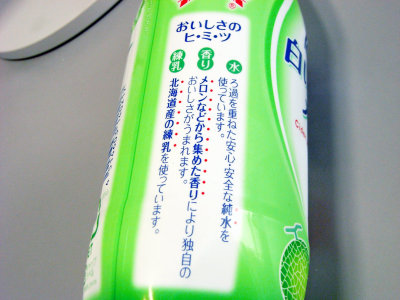 おいしさの
ヒ・ミ・ツ
水
ろ過を重ねた安心・安全な純水を
使っています。
香り
メロンなどから集めた香りにより独自の
おいしさがうまれます。
練乳
北海道産の練乳を使っています。
白